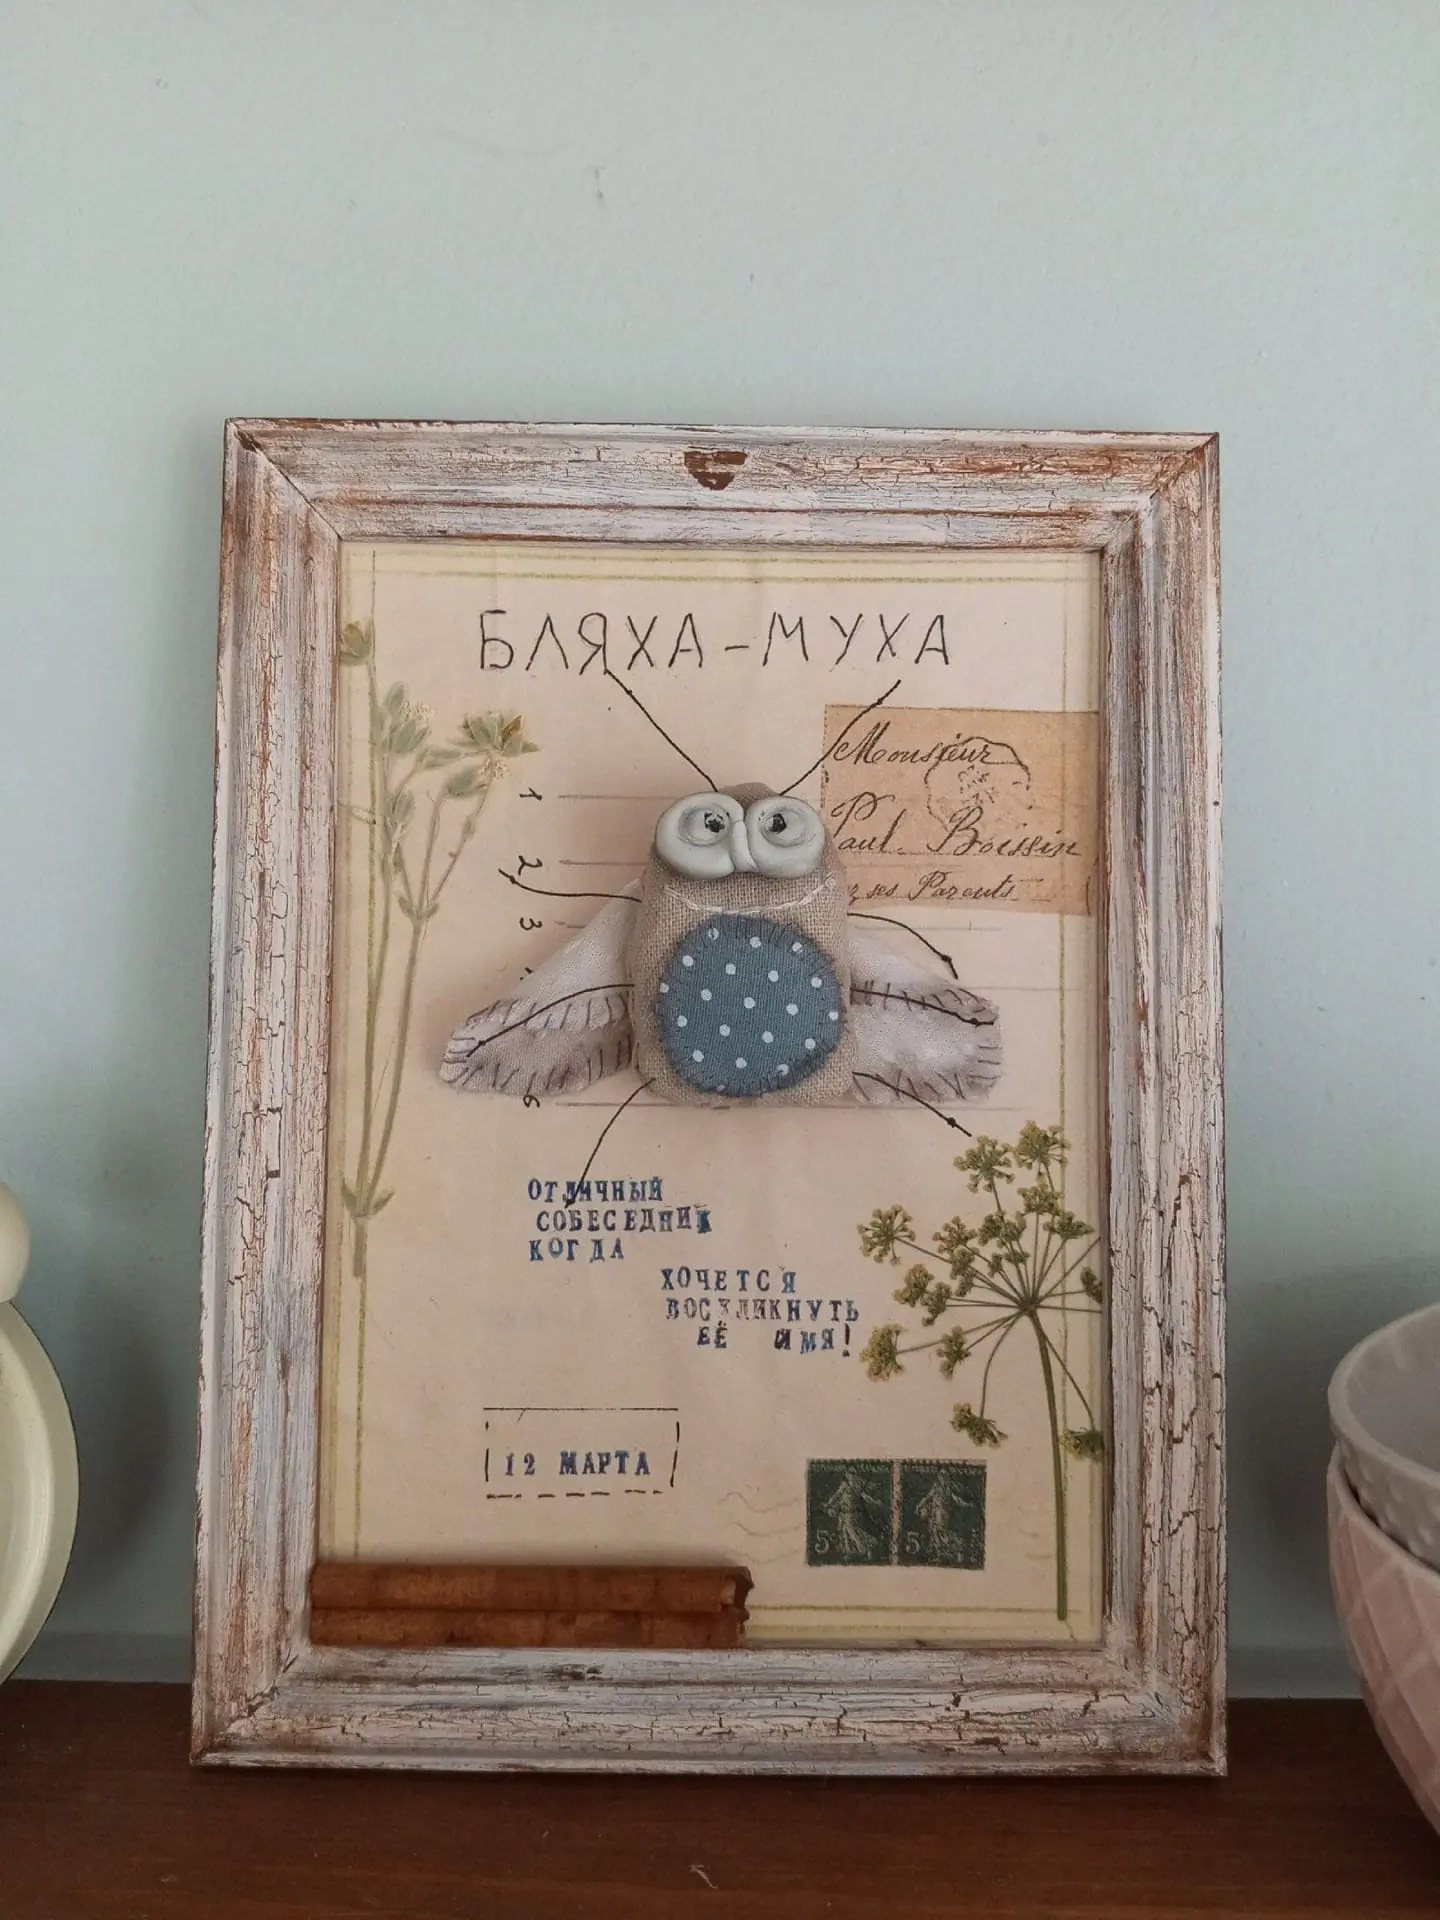 БЛЯХА-МУХА
Monsieur
Paul. Boissin
ses Parents
1
2
3
6
ОТЛИЧНЫЙ
СОБЕСЕДНИК
КОГДА
ХОЧЕТСЯ
ВОСКЛИКНУТЬ
ЕЁ ИМЯ!
12 МАРТА
5 5